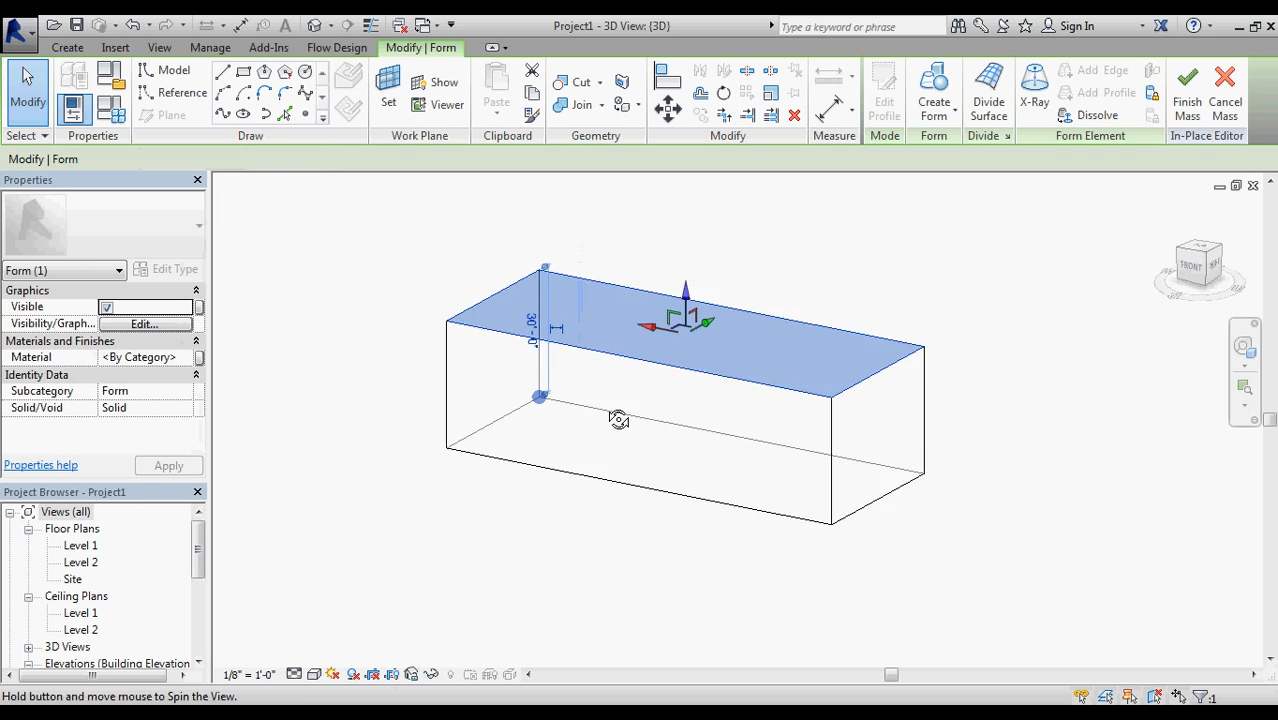 Project1 - 3D View: {3D}
Type a keyword or phrase
Sign In
Create
Insert
View
Manage
Add-Ins
Flow Design
Modify | Form
Modify
Model
Reference
Plane
Set
Show
Viewer
Paste
Cut
Join
Edit
Profile
Create
Form
Divide
Surface
X-Ray
Add Edge
Add Profile
Dissolve
Finish
Mass
Cancel
Mass
Select
Properties
Draw
Work Plane
Clipboard
Geometry
Modify
Measure
Mode
Form
Divide
Form Element
In-Place Editor
Modify | Form
Properties
Form (1)
Edit Type
Graphics
Visible
Visibility/Graph...
Edit...
Materials and Finishes
Material
<By Category>
Identity Data
Subcategory
Form
Solid/Void
Solid
Properties help
Apply
Project Browser - Project1
Views (all)
Floor Plans
Level 1
Level 2
Site
Ceiling Plans
Level 1
Level 2
3D Views
Elevations (Building Elevation
30' - 0"
FRONT
1/8" = 1'-0"
Hold button and move mouse to Spin the View.
:1